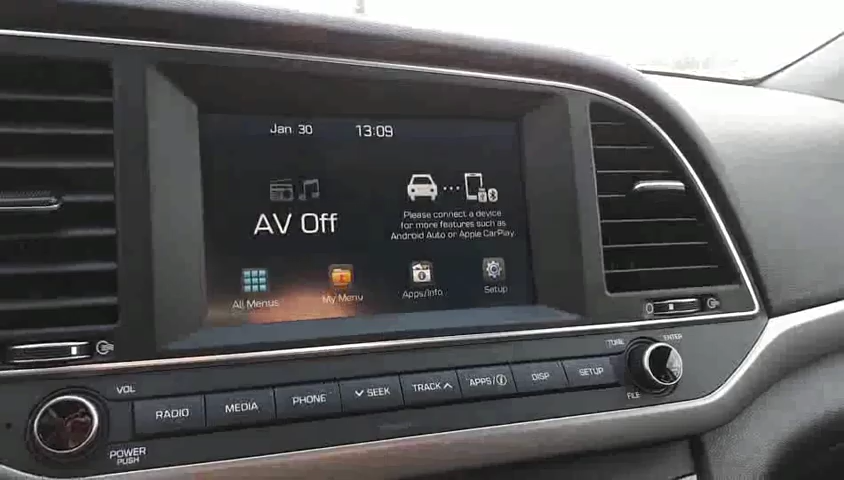 Jan 30 13:09
AV Off
Please connect a device
for more features such as
Android Auto or Apple CarPlay.
All Menus My Menu Apps/Info. Setup
VOL
RADIO MEDIA PHONE SEEK TRACK APPS/ DISP SETUP
TUNE ENTER
FILE
POWER
PUSH